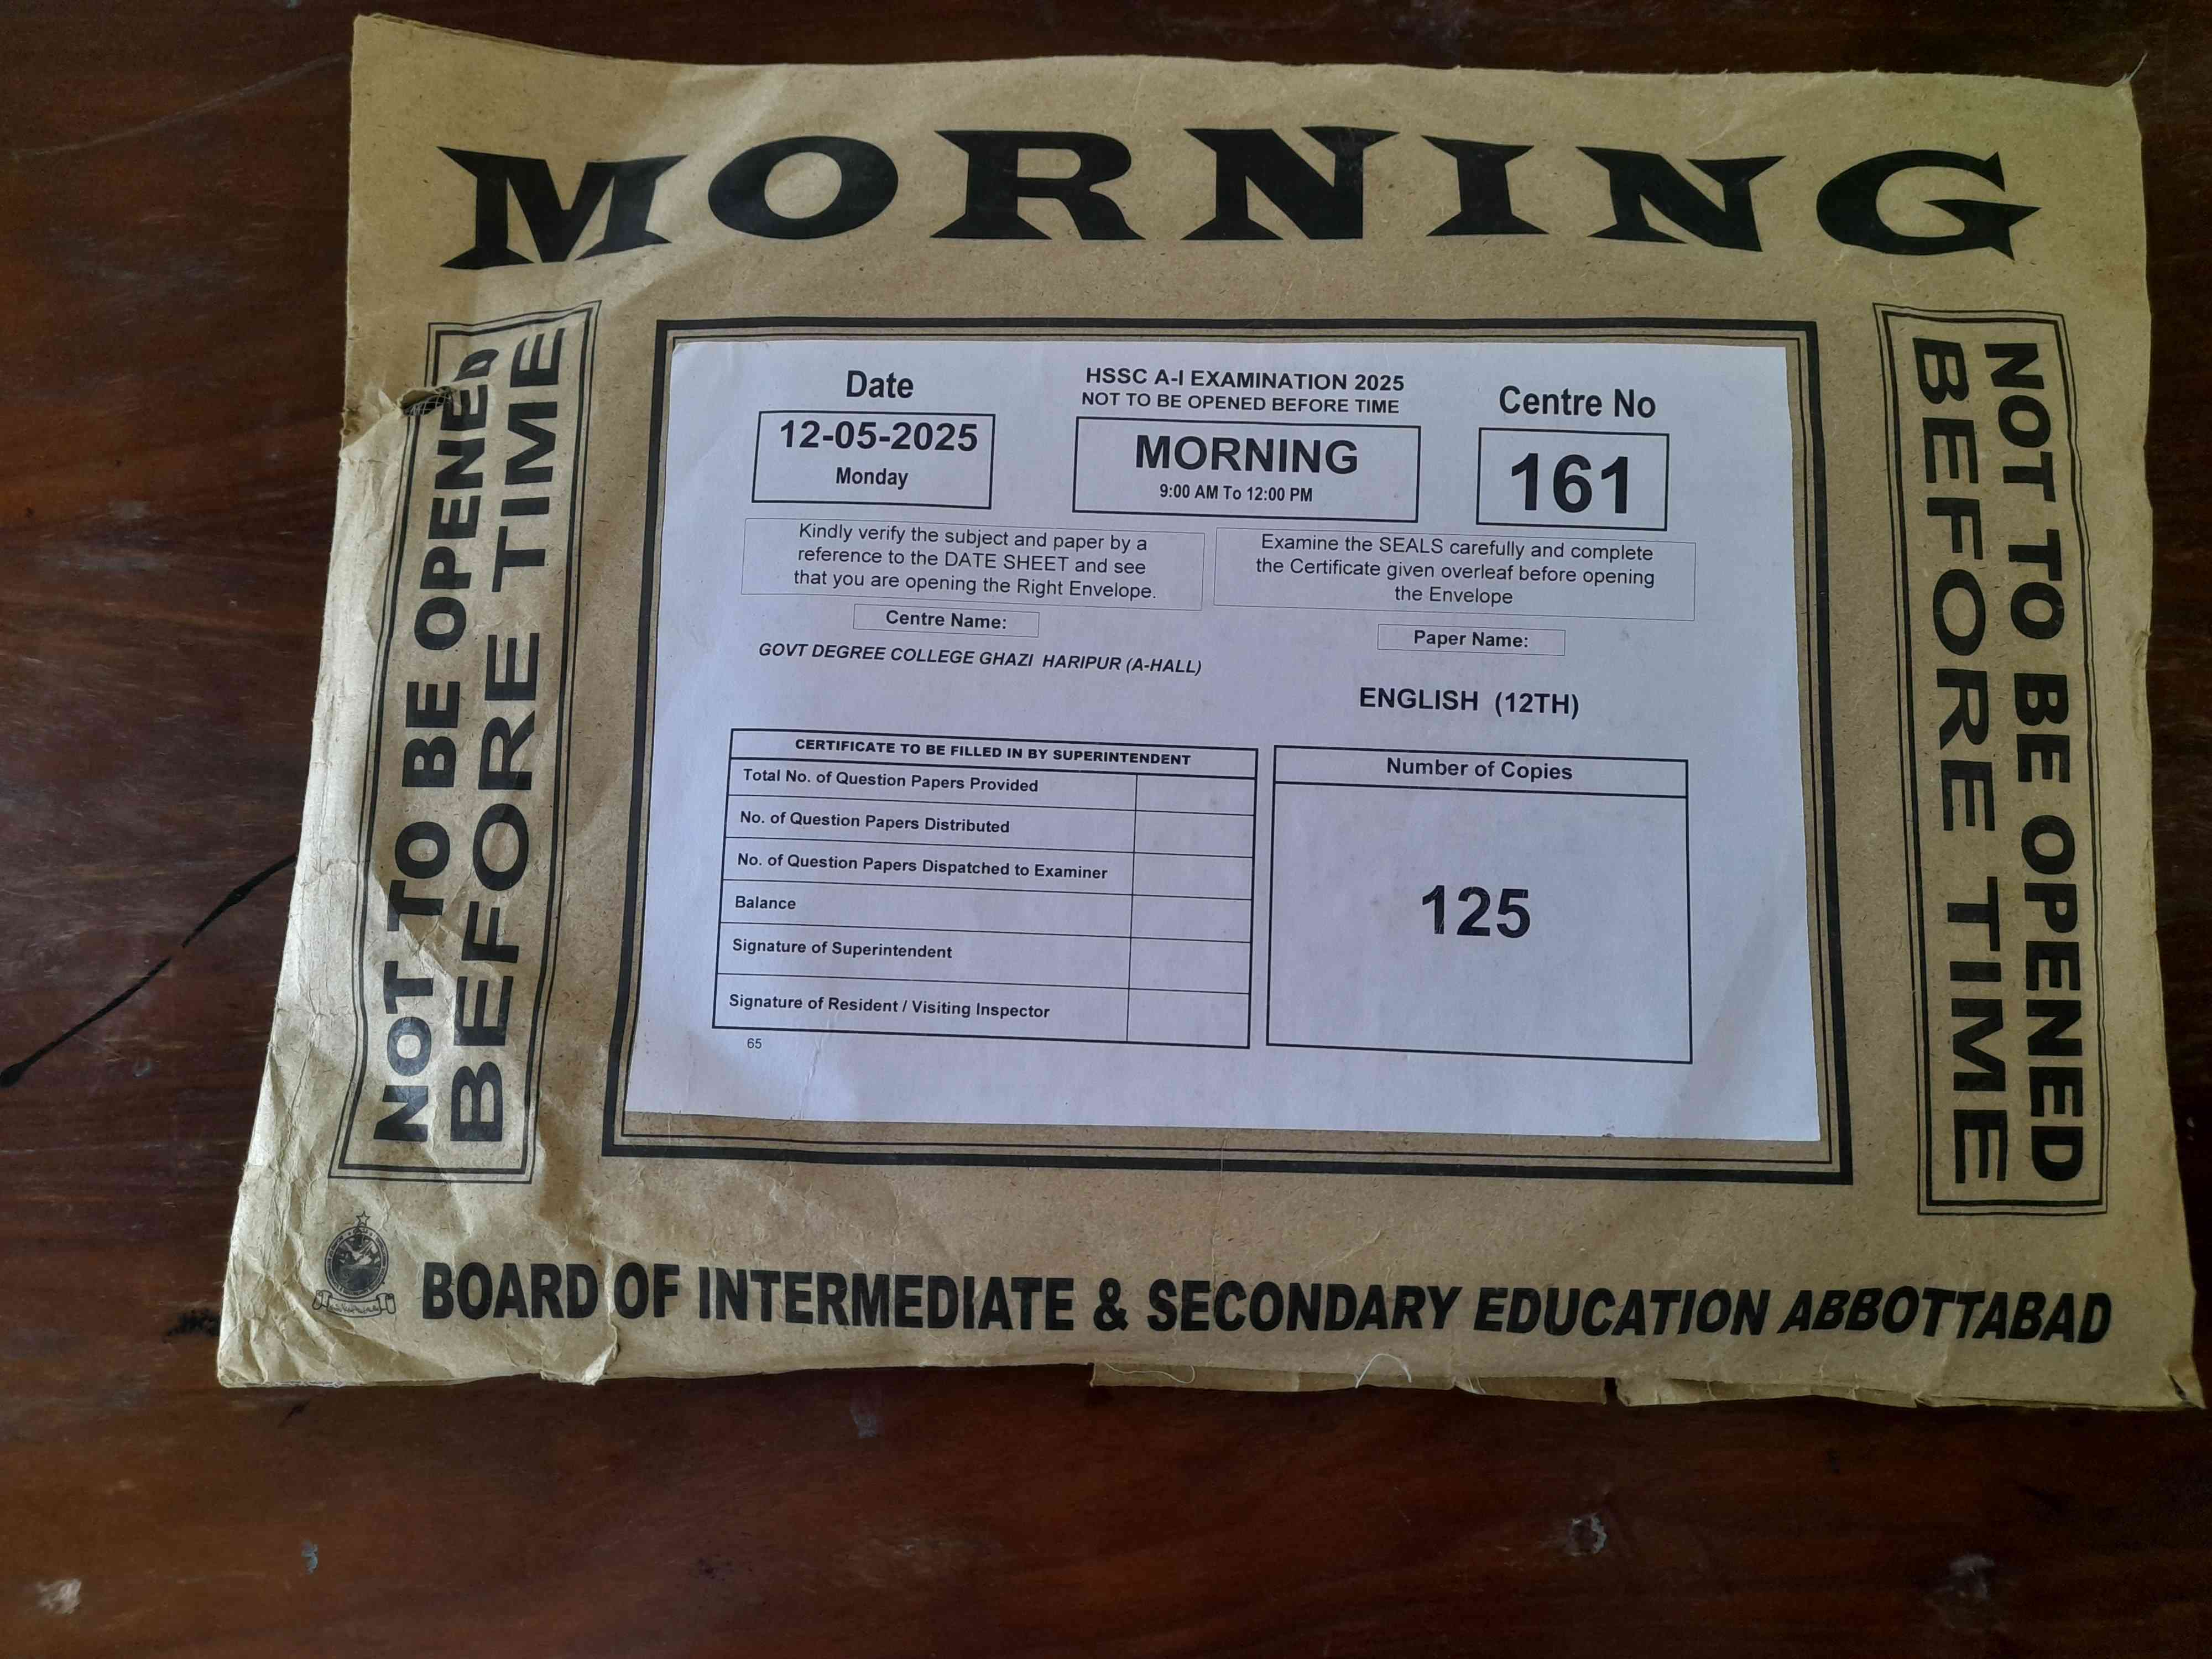 MORNING
NOT TO BE OPENED
BEFORE TIME
Date
12-05-2025
Monday
HSSC A-I EXAMINATION 2025
NOT TO BE OPENED BEFORE TIME
MORNING
9:00 AM To 12:00 PM
Centre No
161
Kindly verify the subject and paper by a
reference to the DATE SHEET and see
that you are opening the Right Envelope.
Examine the SEALS carefully and complete
the Certificate given overleaf before opening
the Envelope
Centre Name:
GOVT DEGREE COLLEGE GHAZI HARIPUR (A-HALL)
Paper Name:
ENGLISH (12TH)
CERTIFICATE TO BE FILLED IN BY SUPERINTENDENT
Total No. of Question Papers Provided
No. of Question Papers Distributed
No. of Question Papers Dispatched to Examiner
Balance
Signature of Superintendent
Signature of Resident / Visiting Inspector
65
Number of Copies
125
NOT TO BE OPENED
BEFORE TIME
BOARD OF INTERMEDIATE & SECONDARY EDUCATION ABBOTTABAD